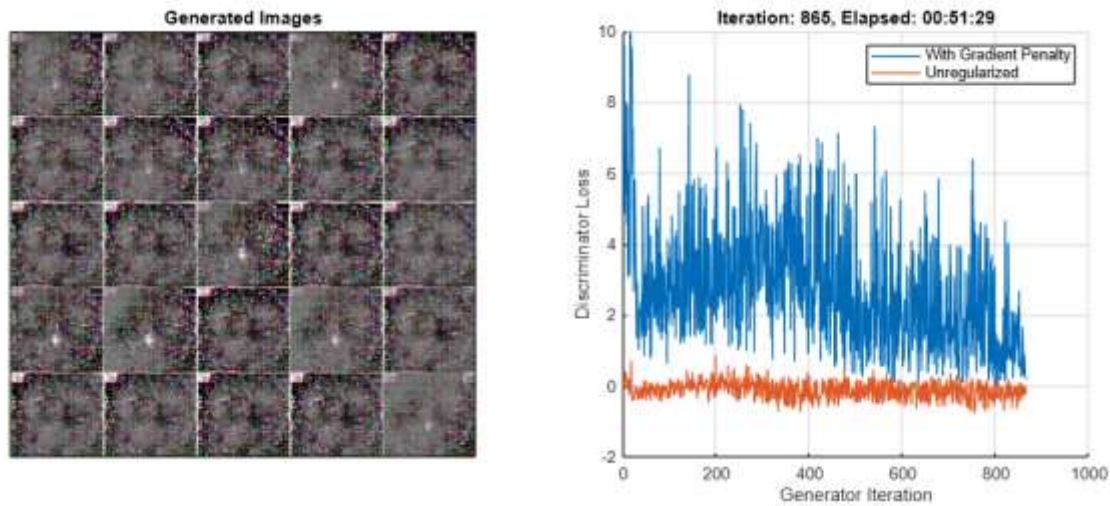 Generated Images
Iteration: 865, Elapsed: 00:51:29
With Gradient Penalty
Unregularized
Discriminator Loss
10
8
6
4
2
0
-2
0
200
400
600
800
1000
Generator Iteration